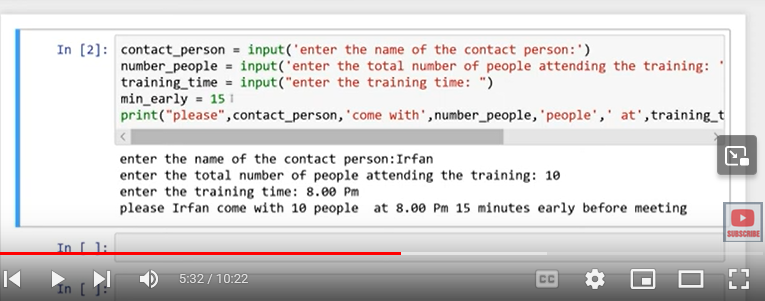 In [2]: contact_person = input('enter the name of the contact person:')
number_people = input('enter the total number of people attending the training: '
training_time = input("enter the training time: ")
min_early = 15
print("please",contact_person,'come with',number_people,'people',' at',training_t
enter the name of the contact person:Irfan
enter the total number of people attending the training: 10
enter the training time: 8.00 Pm
please Irfan come with 10 people  at 8.00 Pm 15 minutes early before meeting
SUBSCRIBE
In [ ]:
5:32 / 10:22
CC
In [ ]: